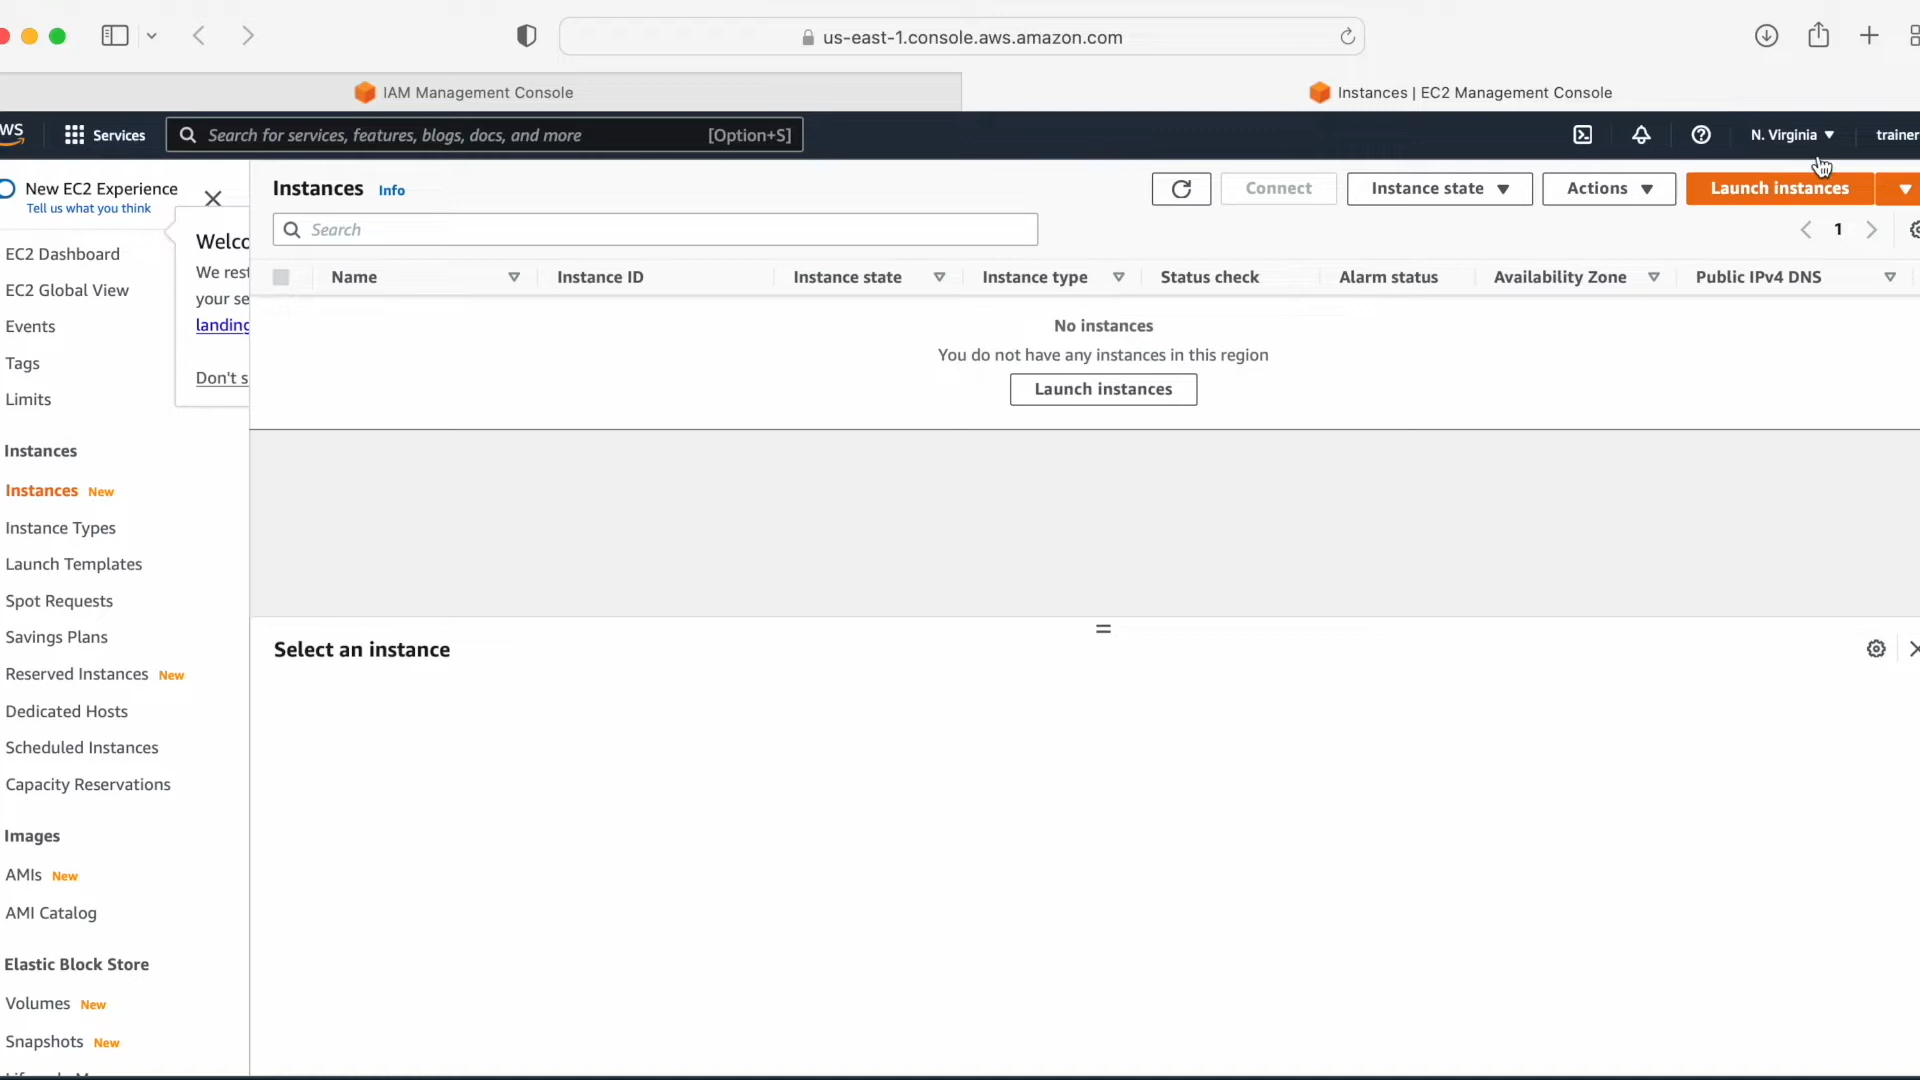 us-east-1.console.aws.amazon.com
IAM Management Console
Instances | EC2 Management Console
Services
Search for services, features, blogs, docs, and more
[Option+S]
N. Virginia
trainer
New EC2 Experience
Tell us what you think
EC2 Dashboard
EC2 Global View
Events
Tags
Limits
Instances
Instances New
Instance Types
Launch Templates
Spot Requests
Savings Plans
Reserved Instances New
Dedicated Hosts
Scheduled Instances
Capacity Reservations
Images
AMIs New
AMI Catalog
Elastic Block Store
Volumes New
Snapshots New
Welco
We rest
your se
landing
Don't s
Instances Info
Connect
Instance state
Actions
Launch instances
Search
1
Name
Instance ID
Instance state
Instance type
Status check
Alarm status
Availability Zone
Public IPv4 DNS
No instances
You do not have any instances in this region
Launch instances
Select an instance